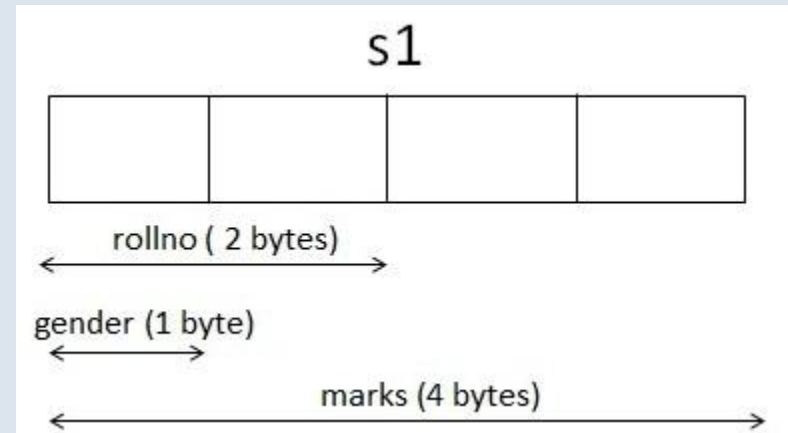 s1
rollno ( 2 bytes)
gender (1 byte)
marks (4 bytes)